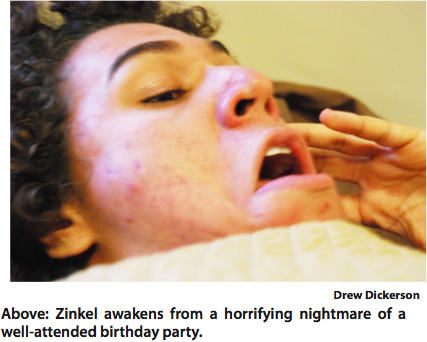 Drew Dickerson
Above: Zinkel awakens from a horrifying nightmare of a
well-attended birthday party.